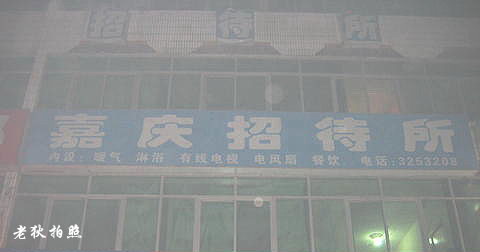 招待所
嘉庆招待所
内设：暖气 淋浴 有线电视 电风扇 餐饮 电话：3253208
老狄拍照